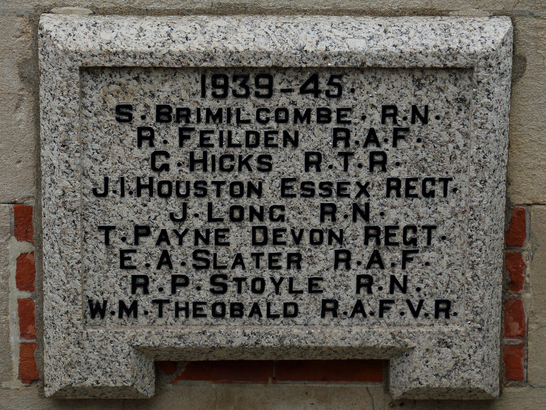 1939-45.
S. BRIMILCOMBE. R.N.
R. FEILDEN R.A.F.
G. HICKS R.T.R.
J.I. HOUSTON ESSEX REGT.
J. LONG R.N.
T. PAYNE DEVON REGT.
E.A. SLATER R.A.F.
R.P. STOYLE R.N.
W.M. THEOBALD R.A.F.V.R.